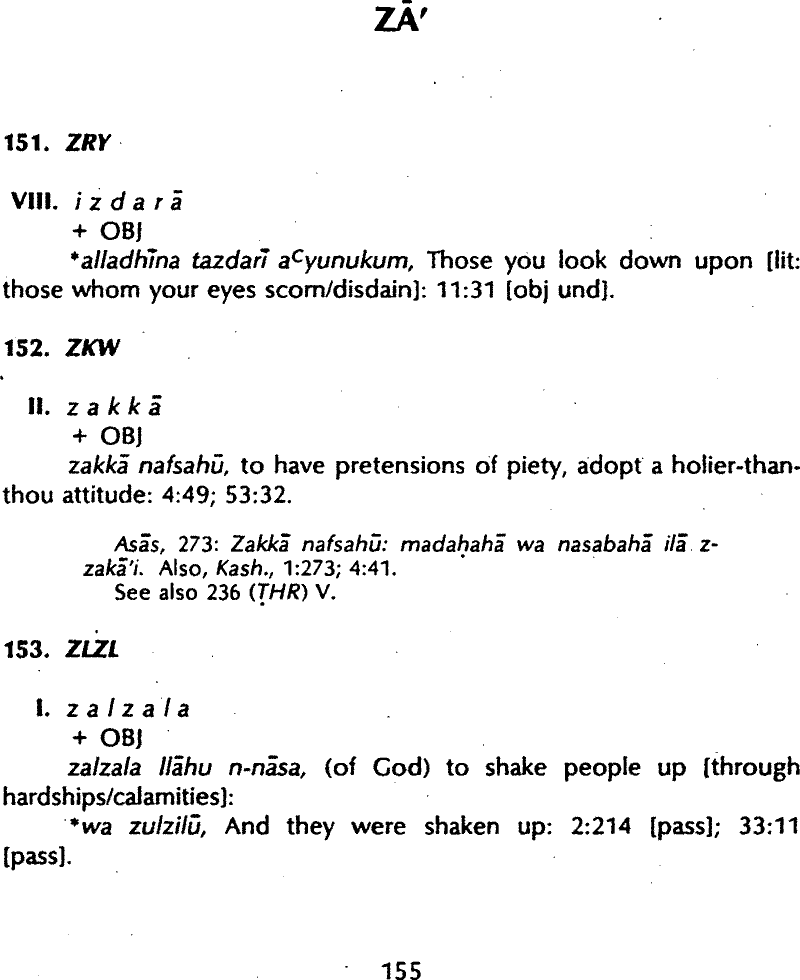 ZĀ'
151. ZRY
VIII. i z d a r ā
+ OBJ
*alladhīna tazdarī aᶜyunukum, Those you look down upon [lit:
those whom your eyes scorn/disdain]: 11:31 [obj und].
152. ZKW
II. z a k k ā
+ OBJ
zakkā nafsahū, to have pretensions of piety, adopt a holier-than-
thou attitude: 4:49; 53:32.
Asās, 273: Zakkā nafsahū: madaḥahā wa nasabahā ilā z-
zakā'i. Also, Kash., 1:273; 4:41.
See also 236 (ṬHR) V.
153. ZLZL
I. z a l z a l a
+ OBJ
zalzala llāhu n-nāsa, (of God) to shake people up [through
hardships/calamities]:
*wa zulzilū, And they were shaken up: 2:214 [pass]; 33:11
[pass].
155